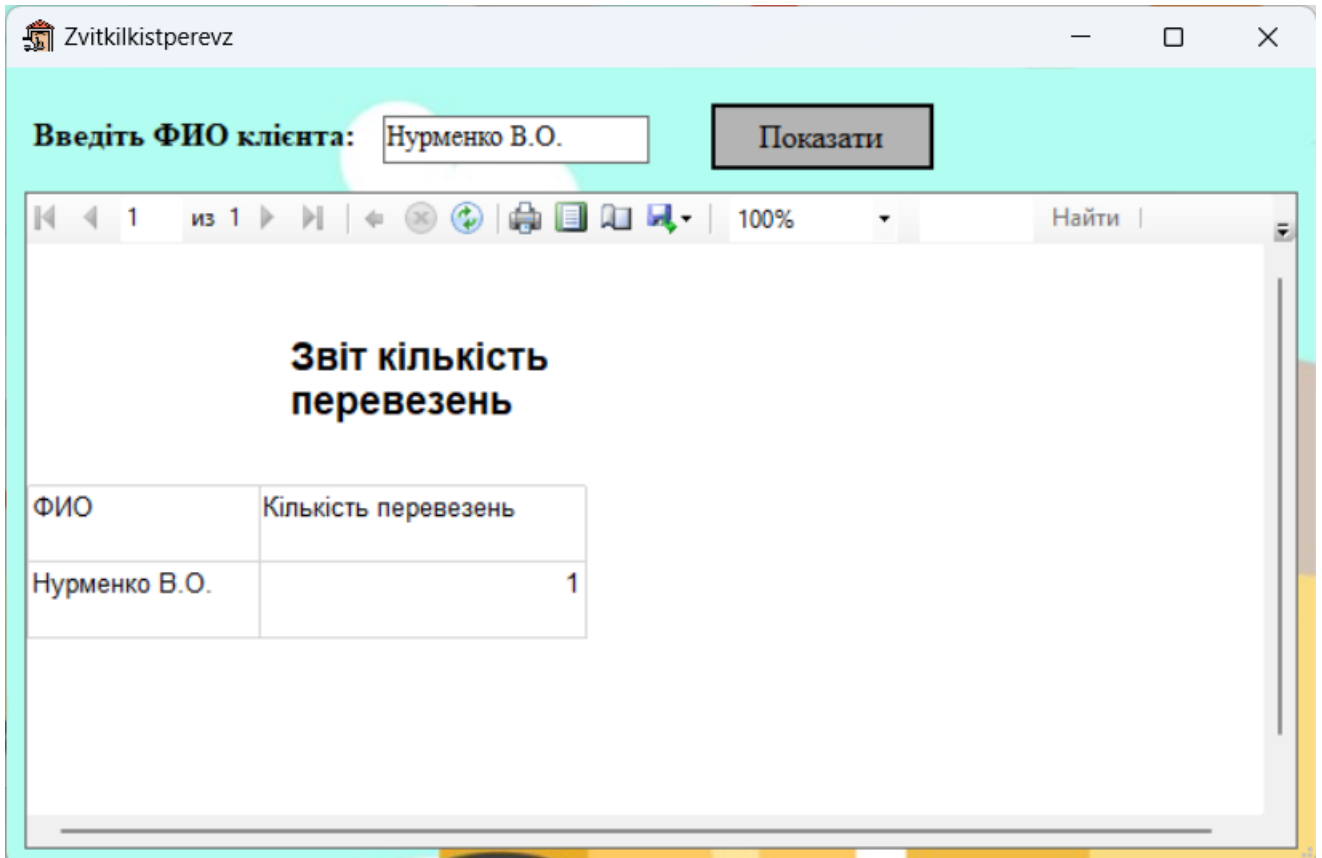 Zvitkilkistperevz
Введіть ФИО клієнта: Нурменко В.О. Показати
1 из 1 100% Найти
Звіт кількість
перевезень
ФИО Кількість перевезень
Нурменко В.О. 1